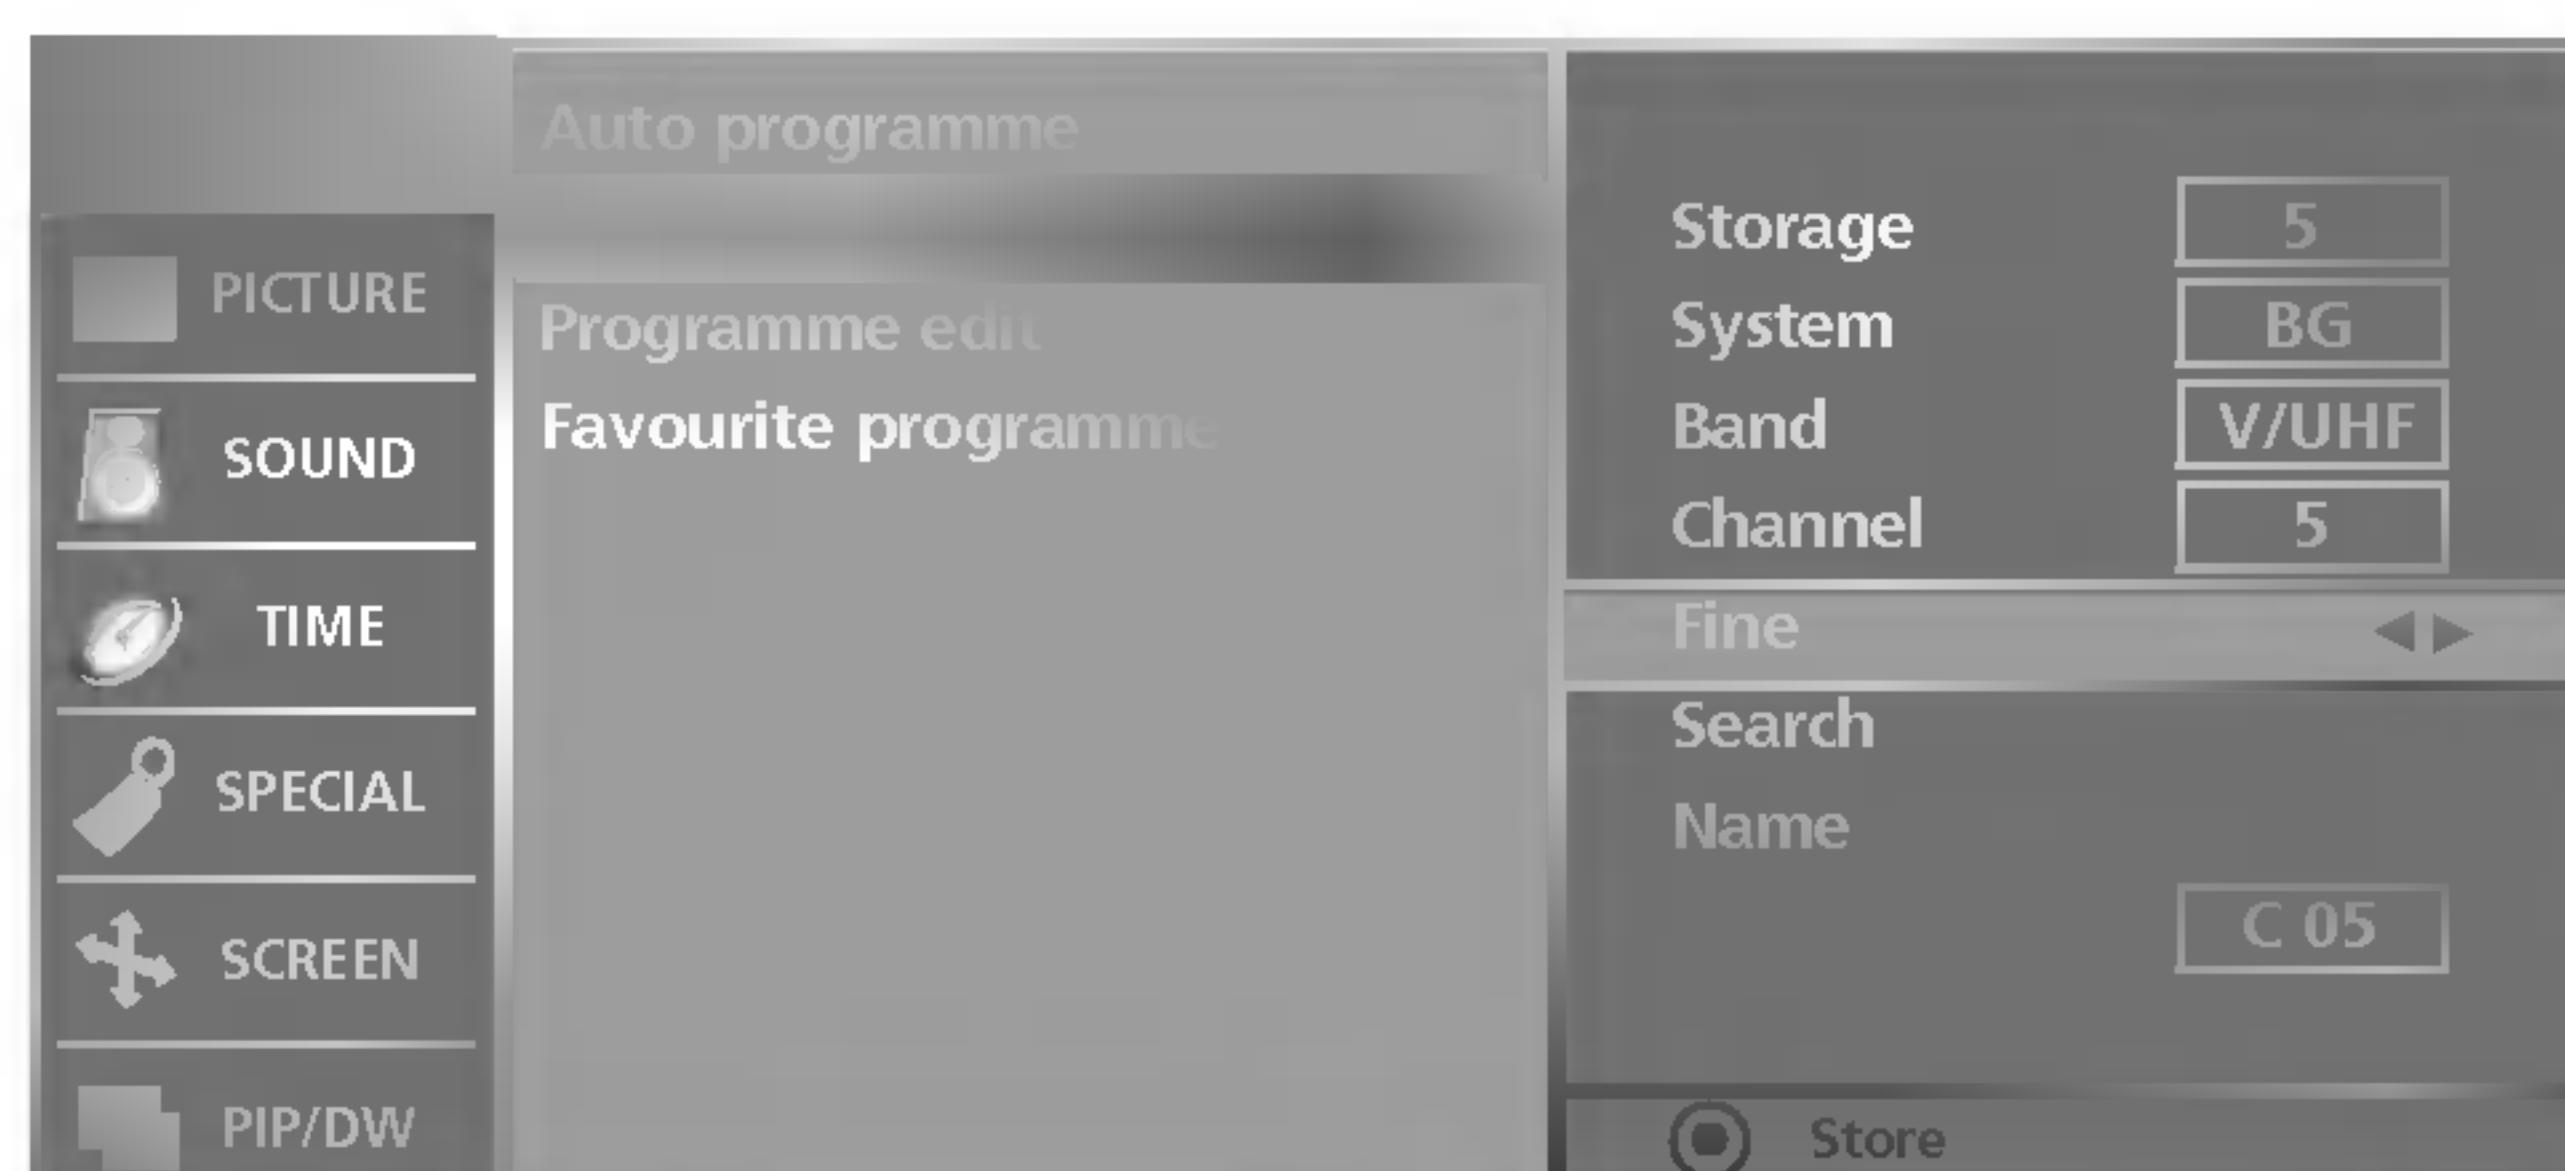 Auto programme
Programme edit
Favourite programme
PICTURE
SOUND
TIME
SPECIAL
SCREEN
PIP/DW
Storage 5
System BG
Band V/UHF
Channel 5
Fine ◀ ▶
Search
Name
C 05
Store